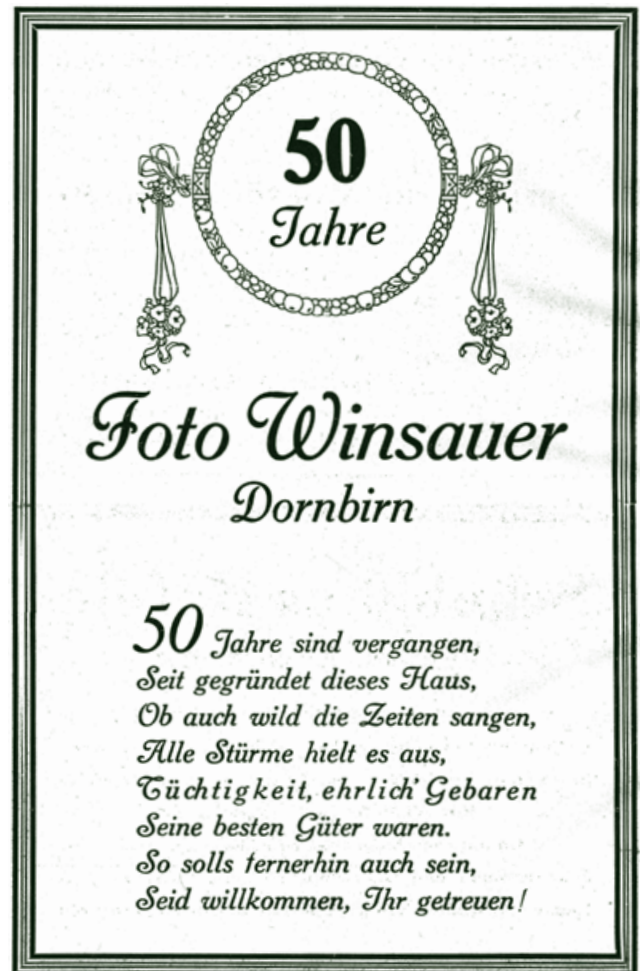 50
Jahre
Foto Winsauer
Dornbirn
50 Jahre sind vergangen,
Seit gegründet dieses Haus,
Ob auch wild die Zeiten sangen,
Alle Stürme hielt es aus,
Tüchtigkeit, ehrlich' Gebaren
Seine besten Güter waren.
So solls fernerhin auch sein,
Seid willkommen, Ihr getreuen!